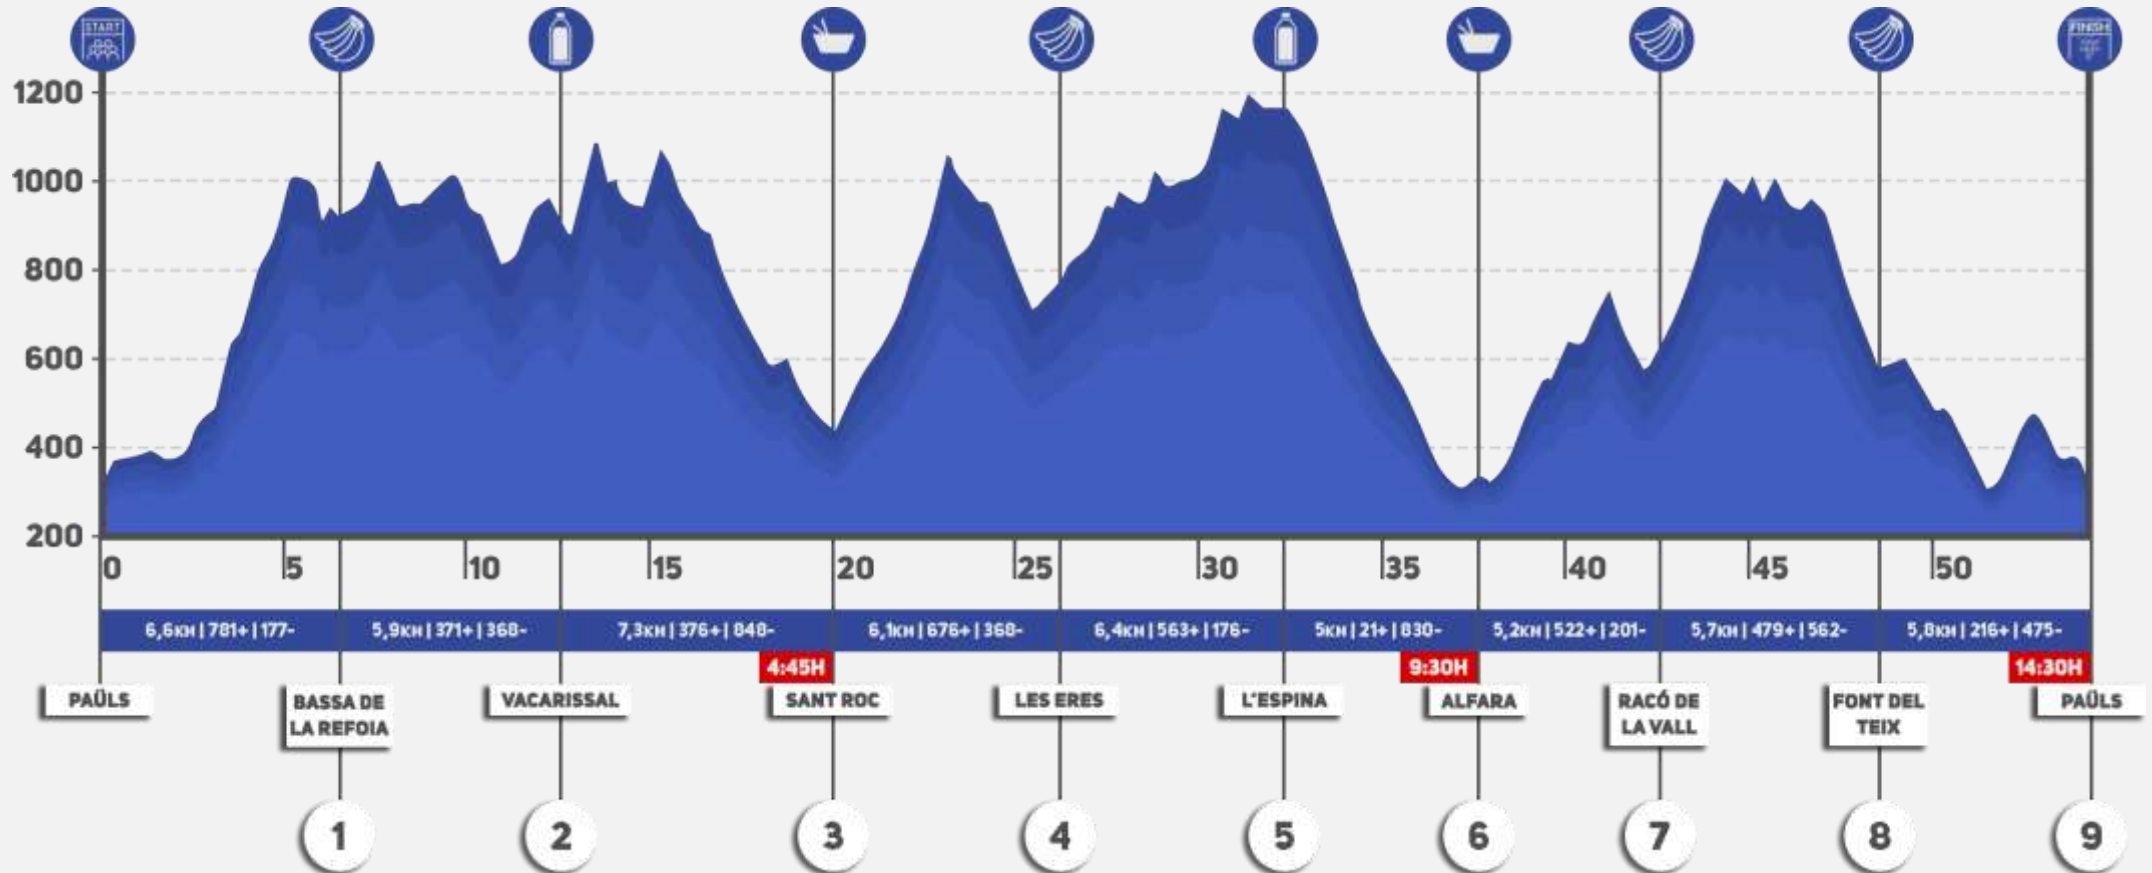 START
FINISH
1200
1000
800
600
400
200
0 5 10 15 20 25 30 35 40 45 50
6,6KM | 781+ | 177-
5,9KM | 371+ | 368-
7,3KM | 376+ | 848-
6,1KM | 676+ | 368-
6,4KM | 563+ | 176-
5KM | 21+ | 830-
5,2KM | 522+ | 201-
5,7KM | 479+ | 562-
5,8KM | 216+ | 475-
4:45H
9:30H
14:30H
PAÜLS
BASSA DE
LA REFOIA
VACARISSAL
SANT ROC
LES ERES
L'ESPINA
ALFARA
RACÓ DE
LA VALL
FONT DEL
TEIX
PAÜLS
1 2 3 4 5 6 7 8 9